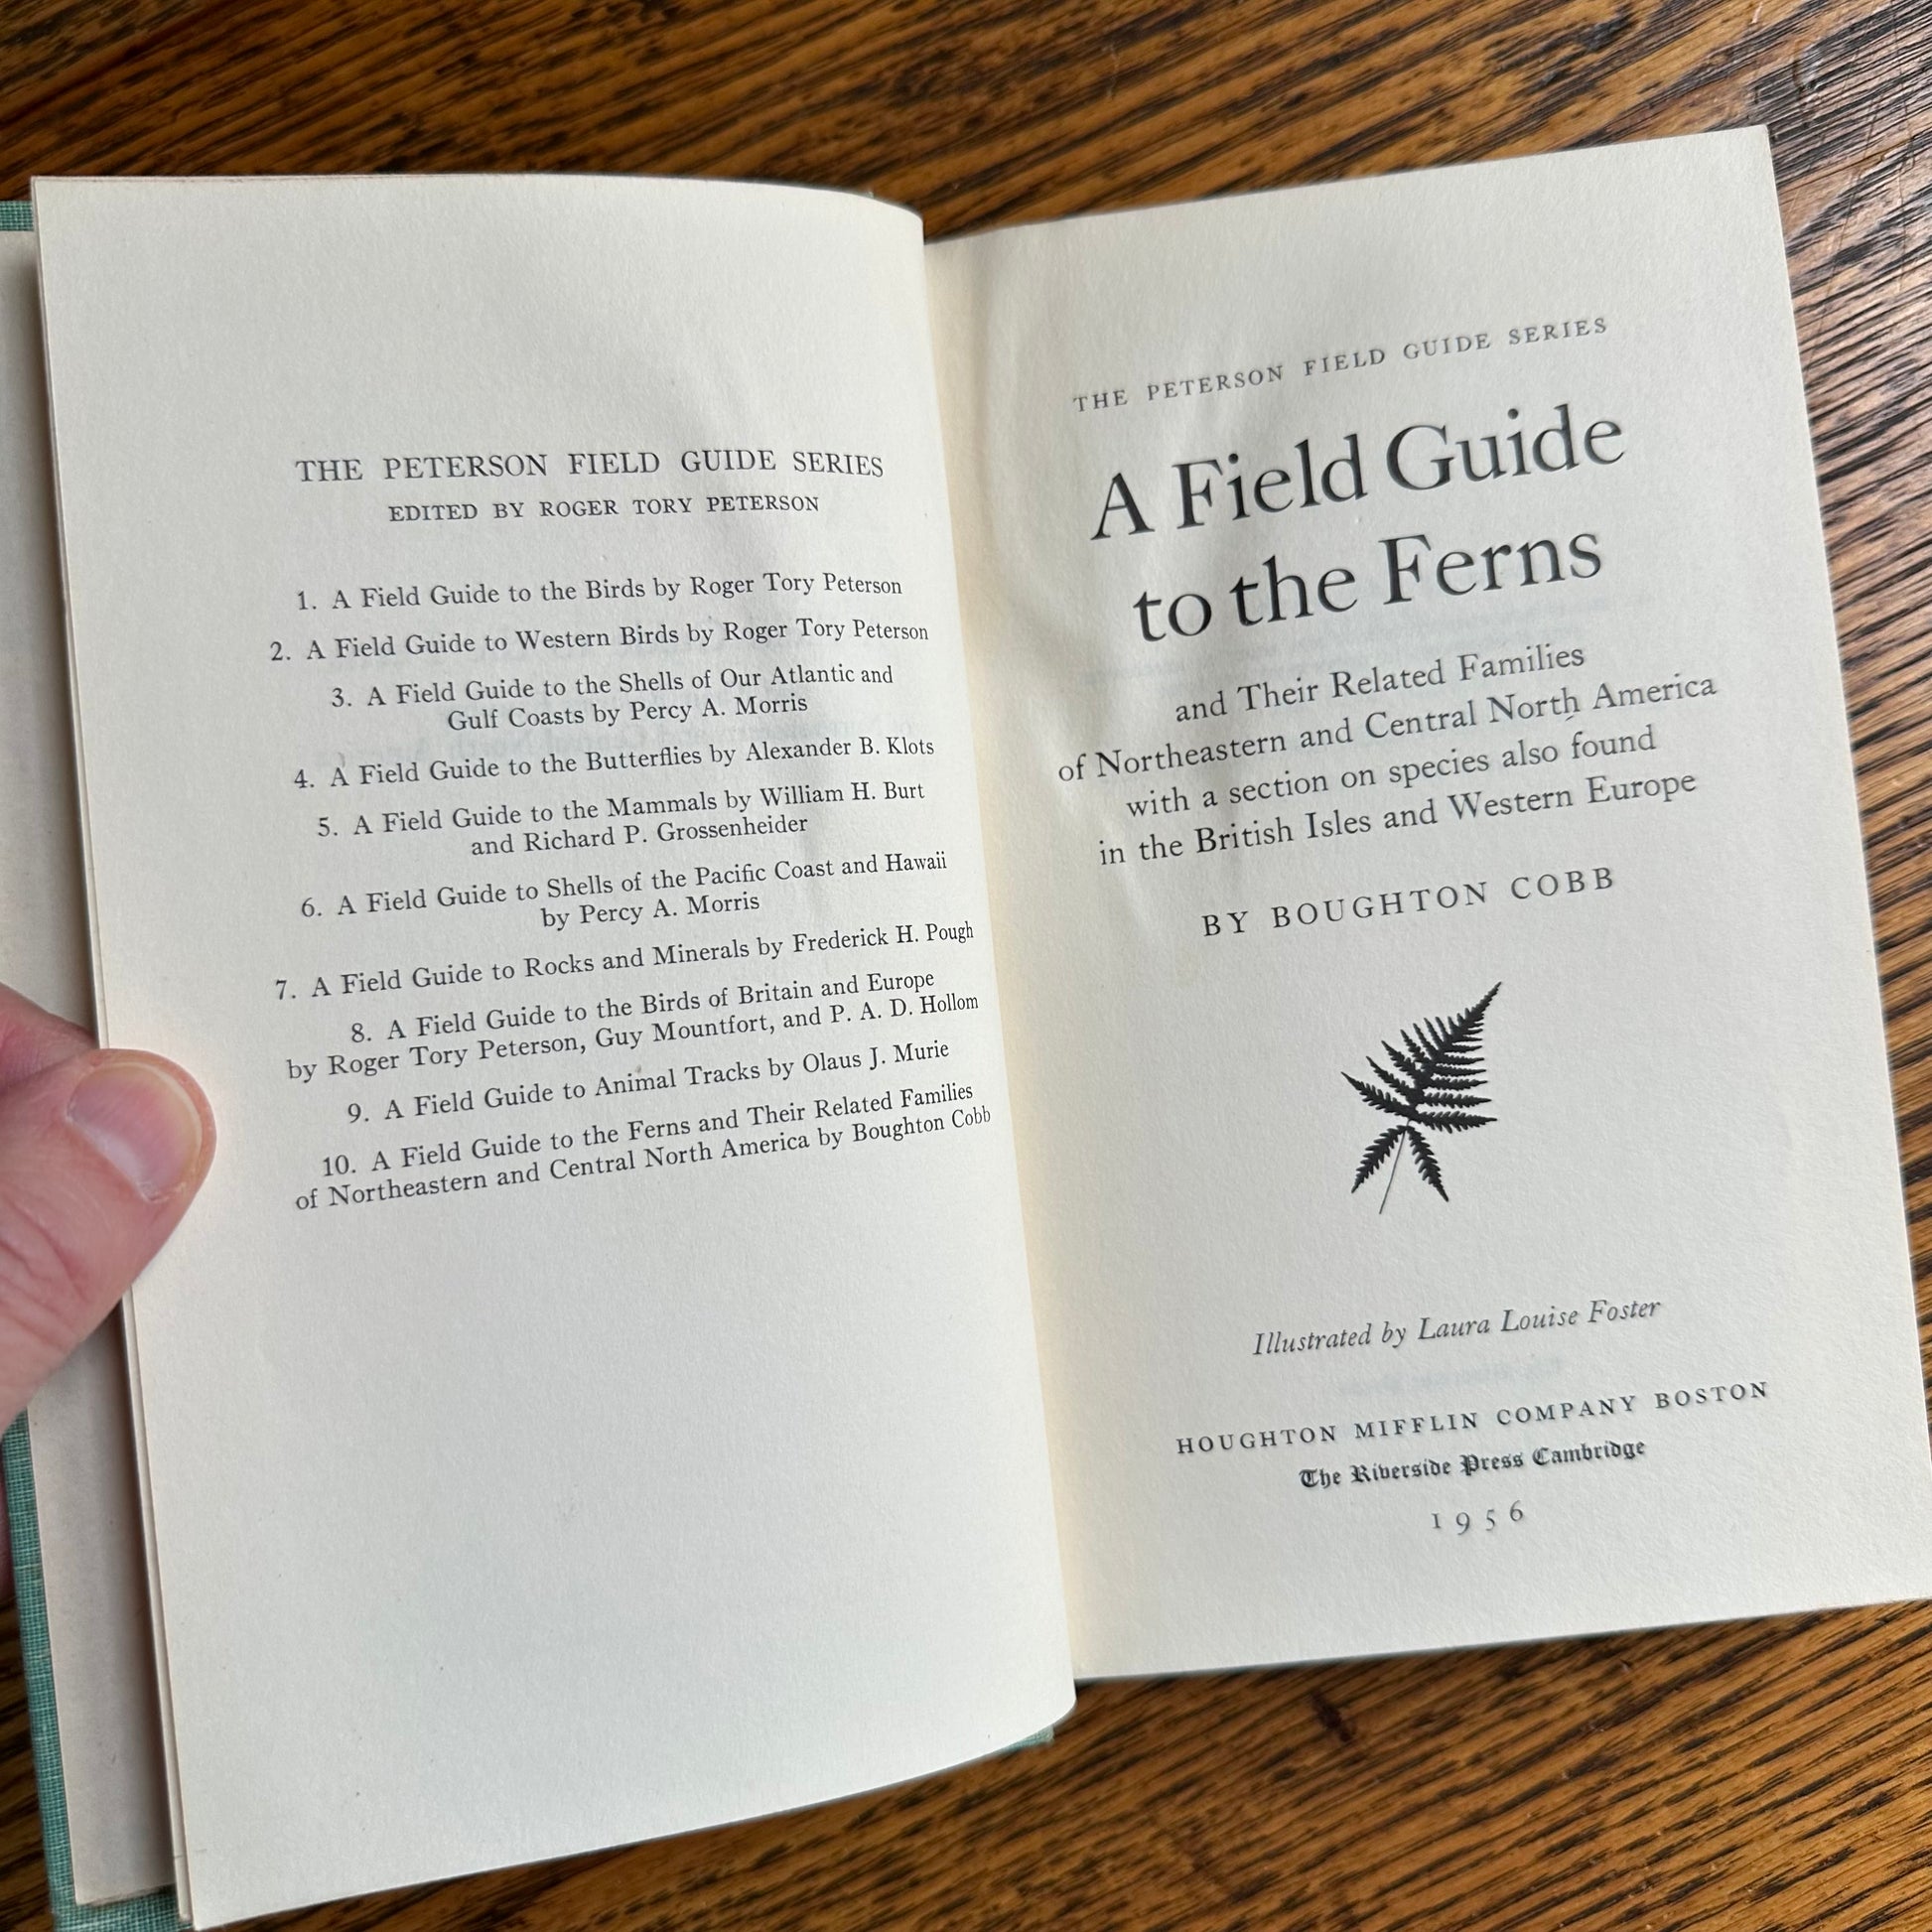 THE PETERSON FIELD GUIDE SERIES
EDITED BY ROGER TORY PETERSON
1. A Field Guide to the Birds by Roger Tory Peterson
2. A Field Guide to Western Birds by Roger Tory Peterson
3. A Field Guide to the Shells of Our Atlantic and
Gulf Coasts by Percy A. Morris
4. A Field Guide to the Butterflies by Alexander B. Klots
5. A Field Guide to the Mammals by William H. Burt
and Richard P. Grossenheider
6. A Field Guide to Shells of the Pacific Coast and Hawaii
by Percy A. Morris
7. A Field Guide to Rocks and Minerals by Frederick H. Pough
8. A Field Guide to the Birds of Britain and Europe
by Roger Tory Peterson, Guy Mountfort, and P. A. D. Hollom
9. A Field Guide to Animal Tracks by Olaus J. Murie
10. A Field Guide to the Ferns and Their Related Families
of Northeastern and Central North America by Boughton Cobb
THE PETERSON FIELD GUIDE SERIES
A Field Guide
to the Ferns
and Their Related Families
of Northeastern and Central North America
with a section on species also found
in the British Isles and Western Europe
BY BOUGHTON COBB
Illustrated by Laura Louise Foster
HOUGHTON MIFFLIN COMPANY BOSTON
The Riverside Press Cambridge
1956